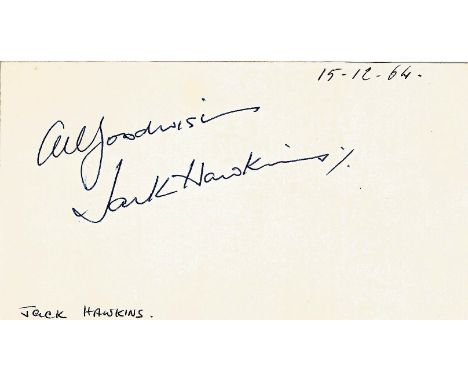 15-12-64.
All good wishes
Jack Hawkins
JACK HAWKINS.